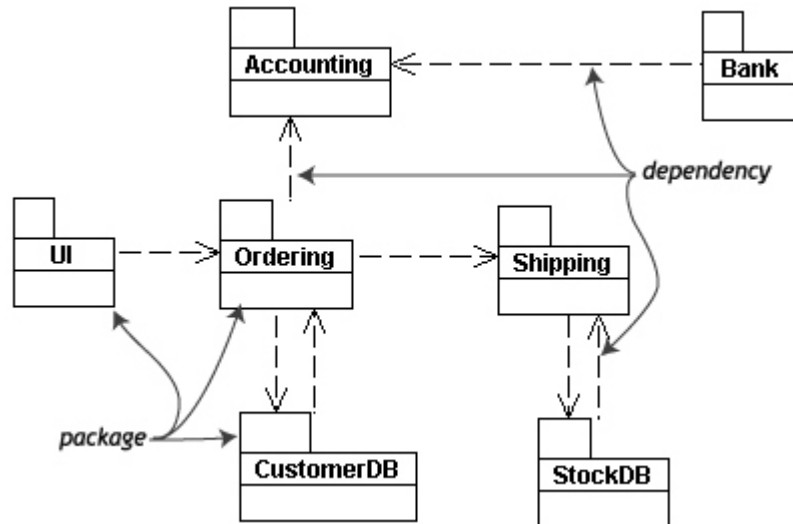 Accounting
Bank
dependency
UI
Ordering
Shipping
package
CustomerDB
StockDB